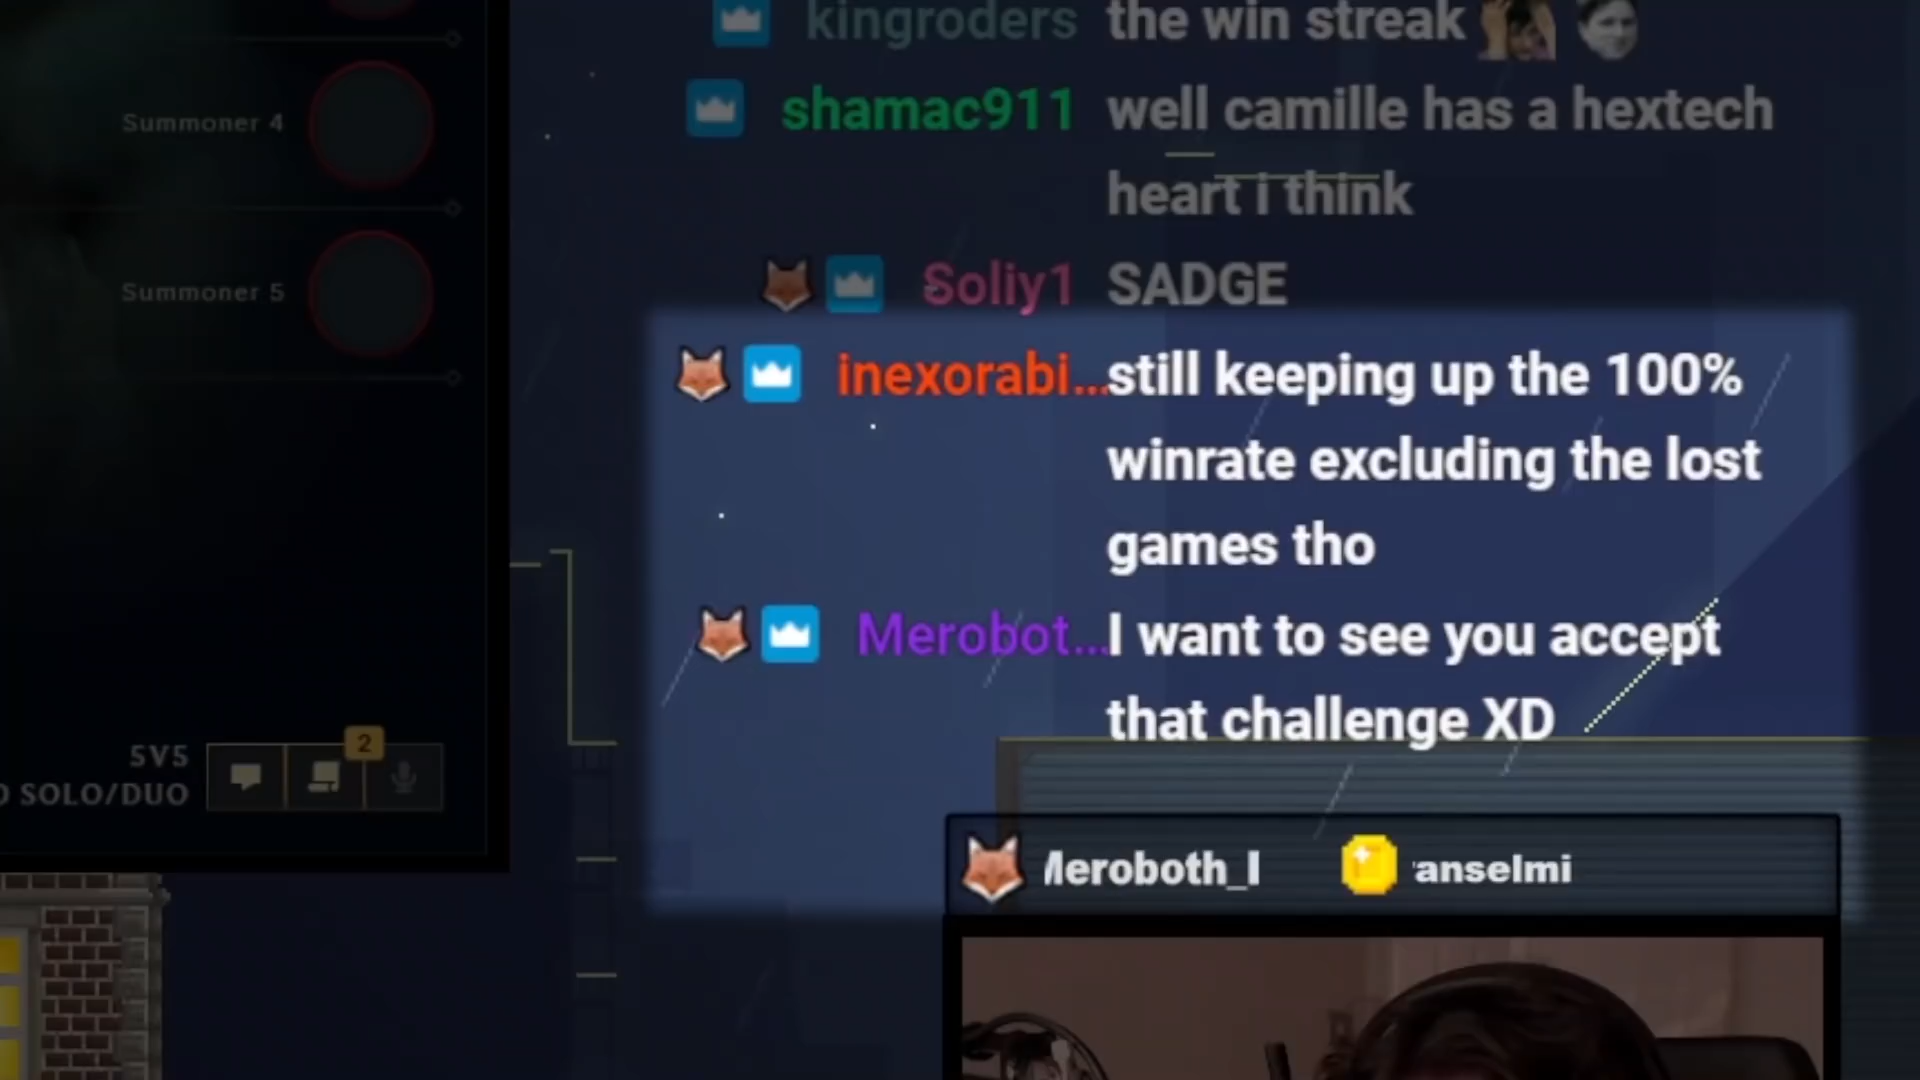 kingroders the win streak
Summoner 4
shamac911 well camille has a hextech
heart i think
Summoner 5
Soliy1 SADGE
inexorabi... still keeping up the 100%
winrate excluding the lost
games tho
Merobot... I want to see you accept
that challenge XD
2
5V5
SOLO/DUO
Meroboth_I
anselmi